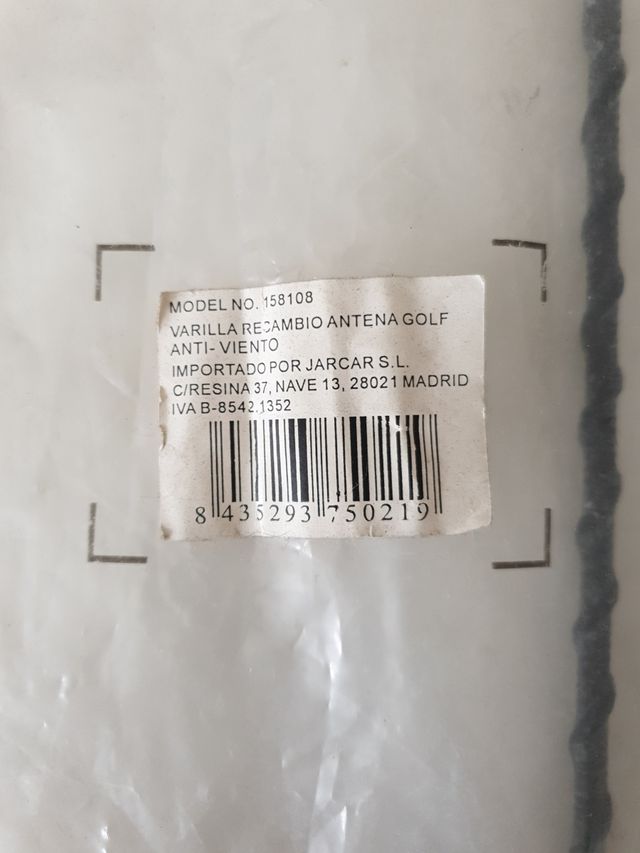 MODEL NO. 158108
VARILLA RECAMBIO ANTENA GOLF
ANTI- VIENTO
IMPORTADO POR JARCAR S.L.
C/RESINA 37, NAVE 13, 28021 MADRID
IVA B-8542.1352
8 435293 750219